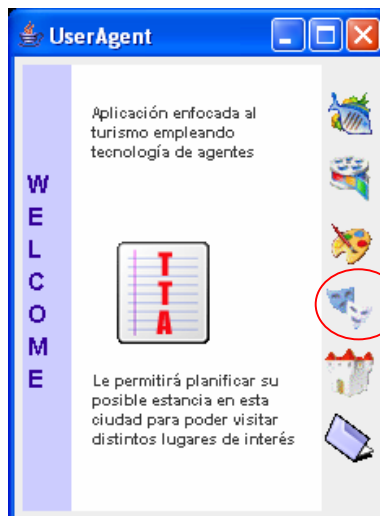 UserAgent
Aplicación enfocada al
turismo empleando
tecnología de agentes
W
E
L
C
O
M
E
T
T
A
Le permitirá planificar su
posible estancia en esta
ciudad para poder visitar
distintos lugares de interés